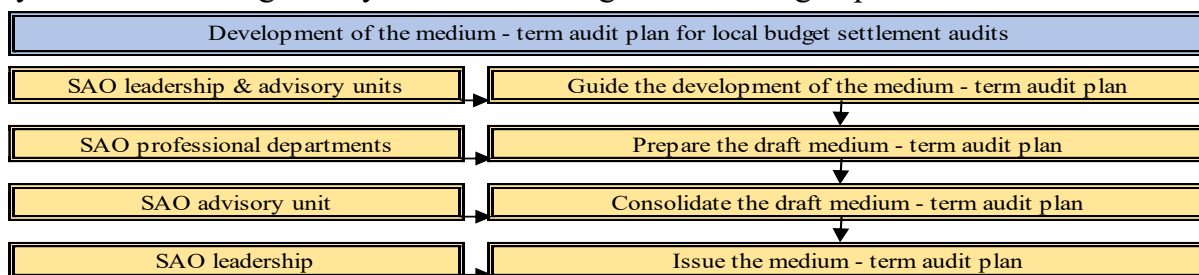 Development of the medium - term audit plan for local budget settlement audits
SAO leadership & advisory units
Guide the development of the medium - term audit plan
SAO professional departments
Prepare the draft medium - term audit plan
SAO advisory unit
Consolidate the draft medium - term audit plan
SAO leadership
Issue the medium - term audit plan